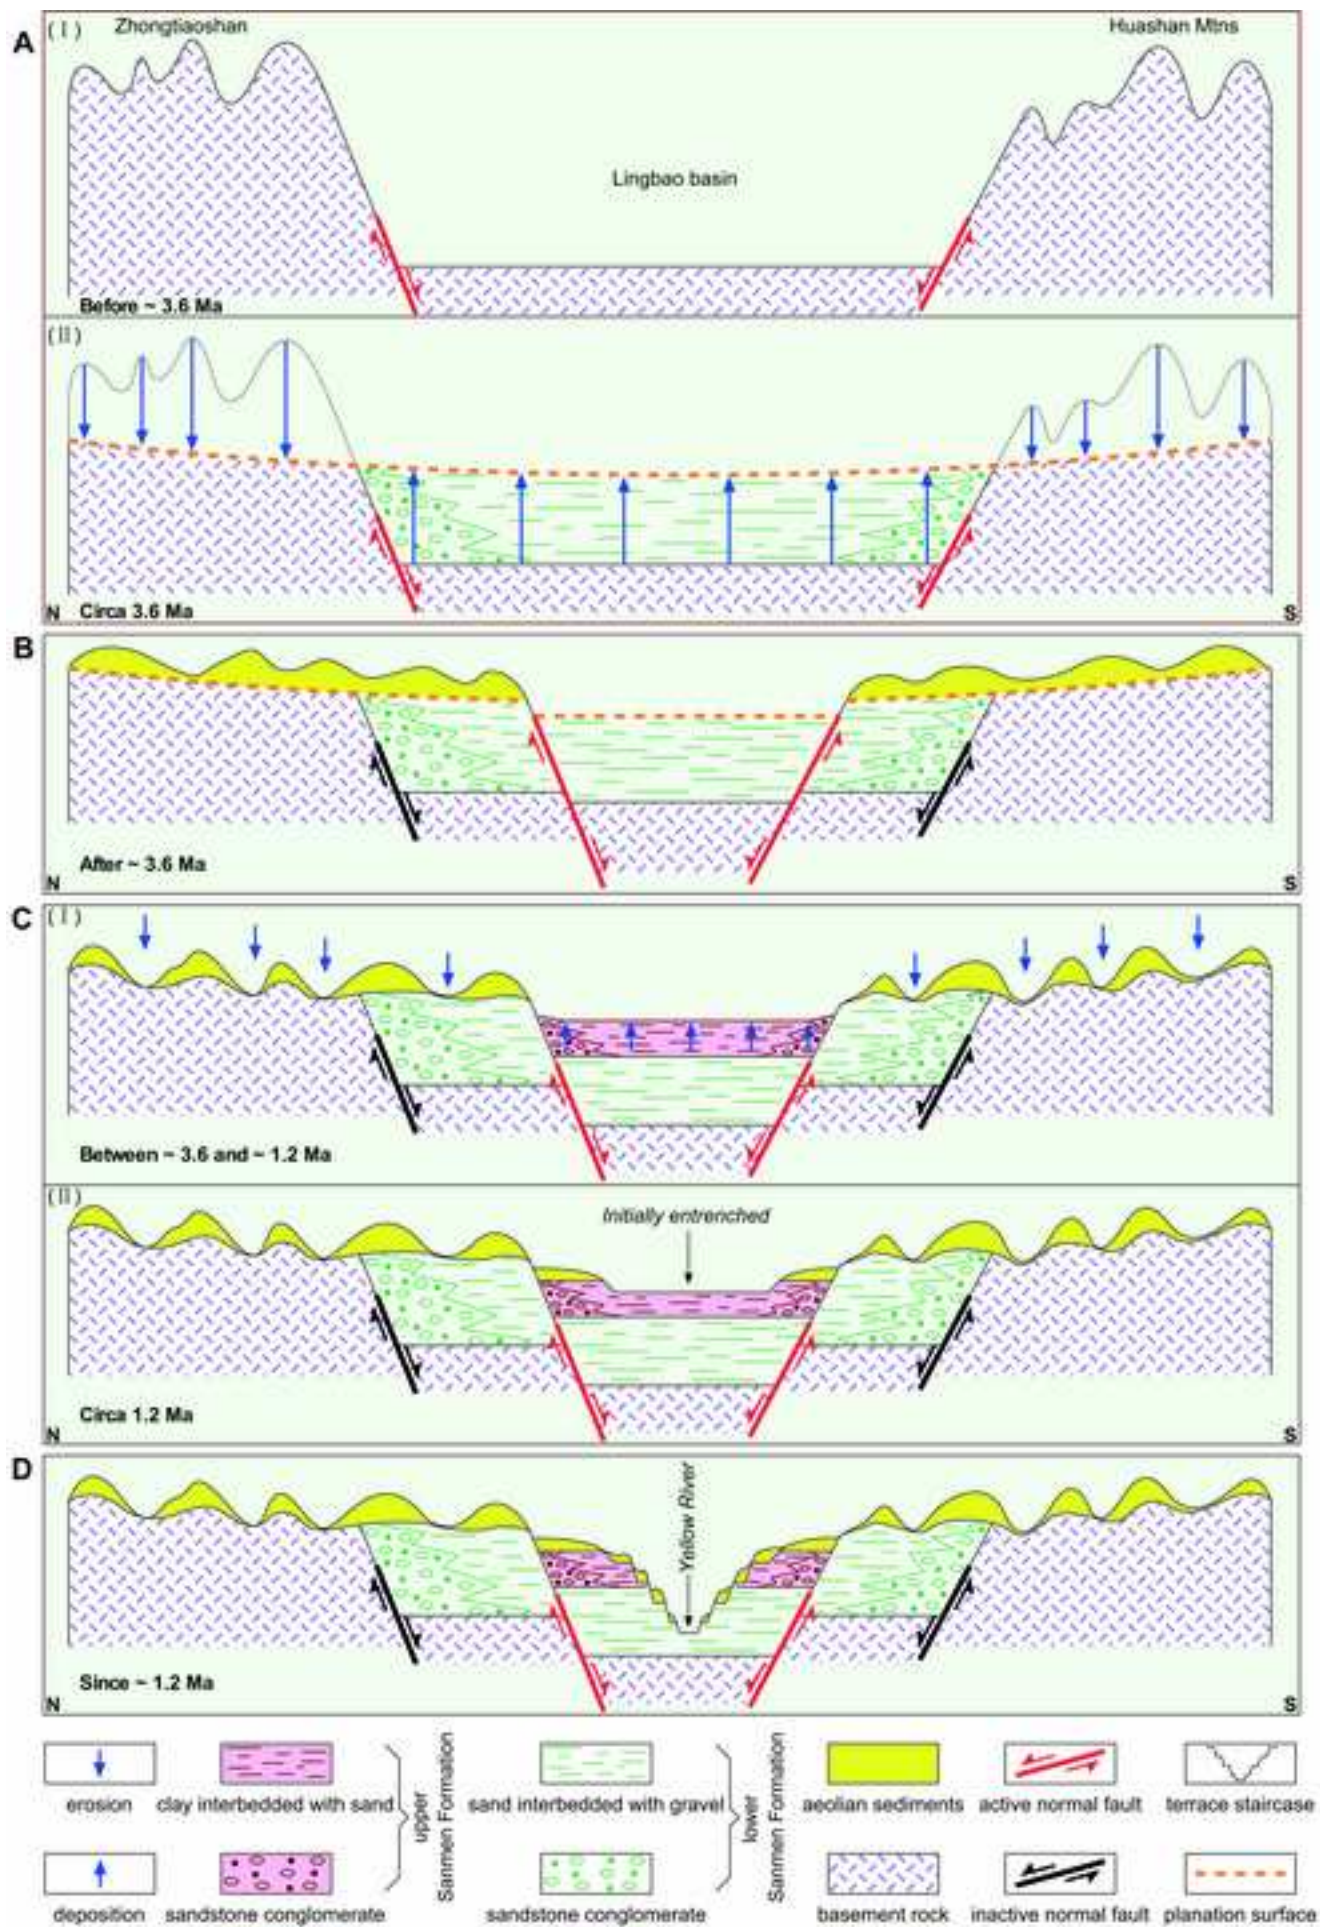 A
(Ⅰ)
Zhongtiaoshan
Huashan Mtns
Lingbao basin
Before ~ 3.6 Ma
(Ⅱ)
N
Circa 3.6 Ma
S
B
After ~ 3.6 Ma
N
S
C
(Ⅰ)
Between ~ 3.6 and ~ 1.2 Ma
(Ⅱ)
Initially entrenched
Circa 1.2 Ma
N
S
D
Yellow River
Since ~ 1.2 Ma
N
S
erosion
clay interbedded with sand
upper
Sanmen Formation
sand interbedded with gravel
lower
Sanmen Formation
aeolian sediments
active normal fault
terrace staircase
deposition
sandstone conglomerate
sandstone conglomerate
basement rock
inactive normal fault
planation surface